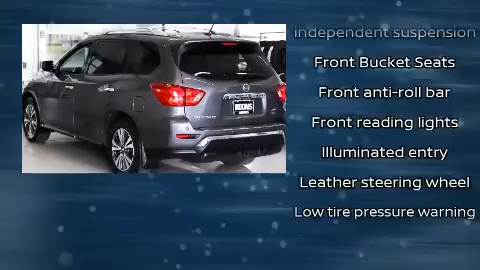 independent suspension
Front Bucket Seats
Front anti-roll bar
Front reading lights
Illuminated entry
Leather steering wheel
Low tire pressure warning
KOONS